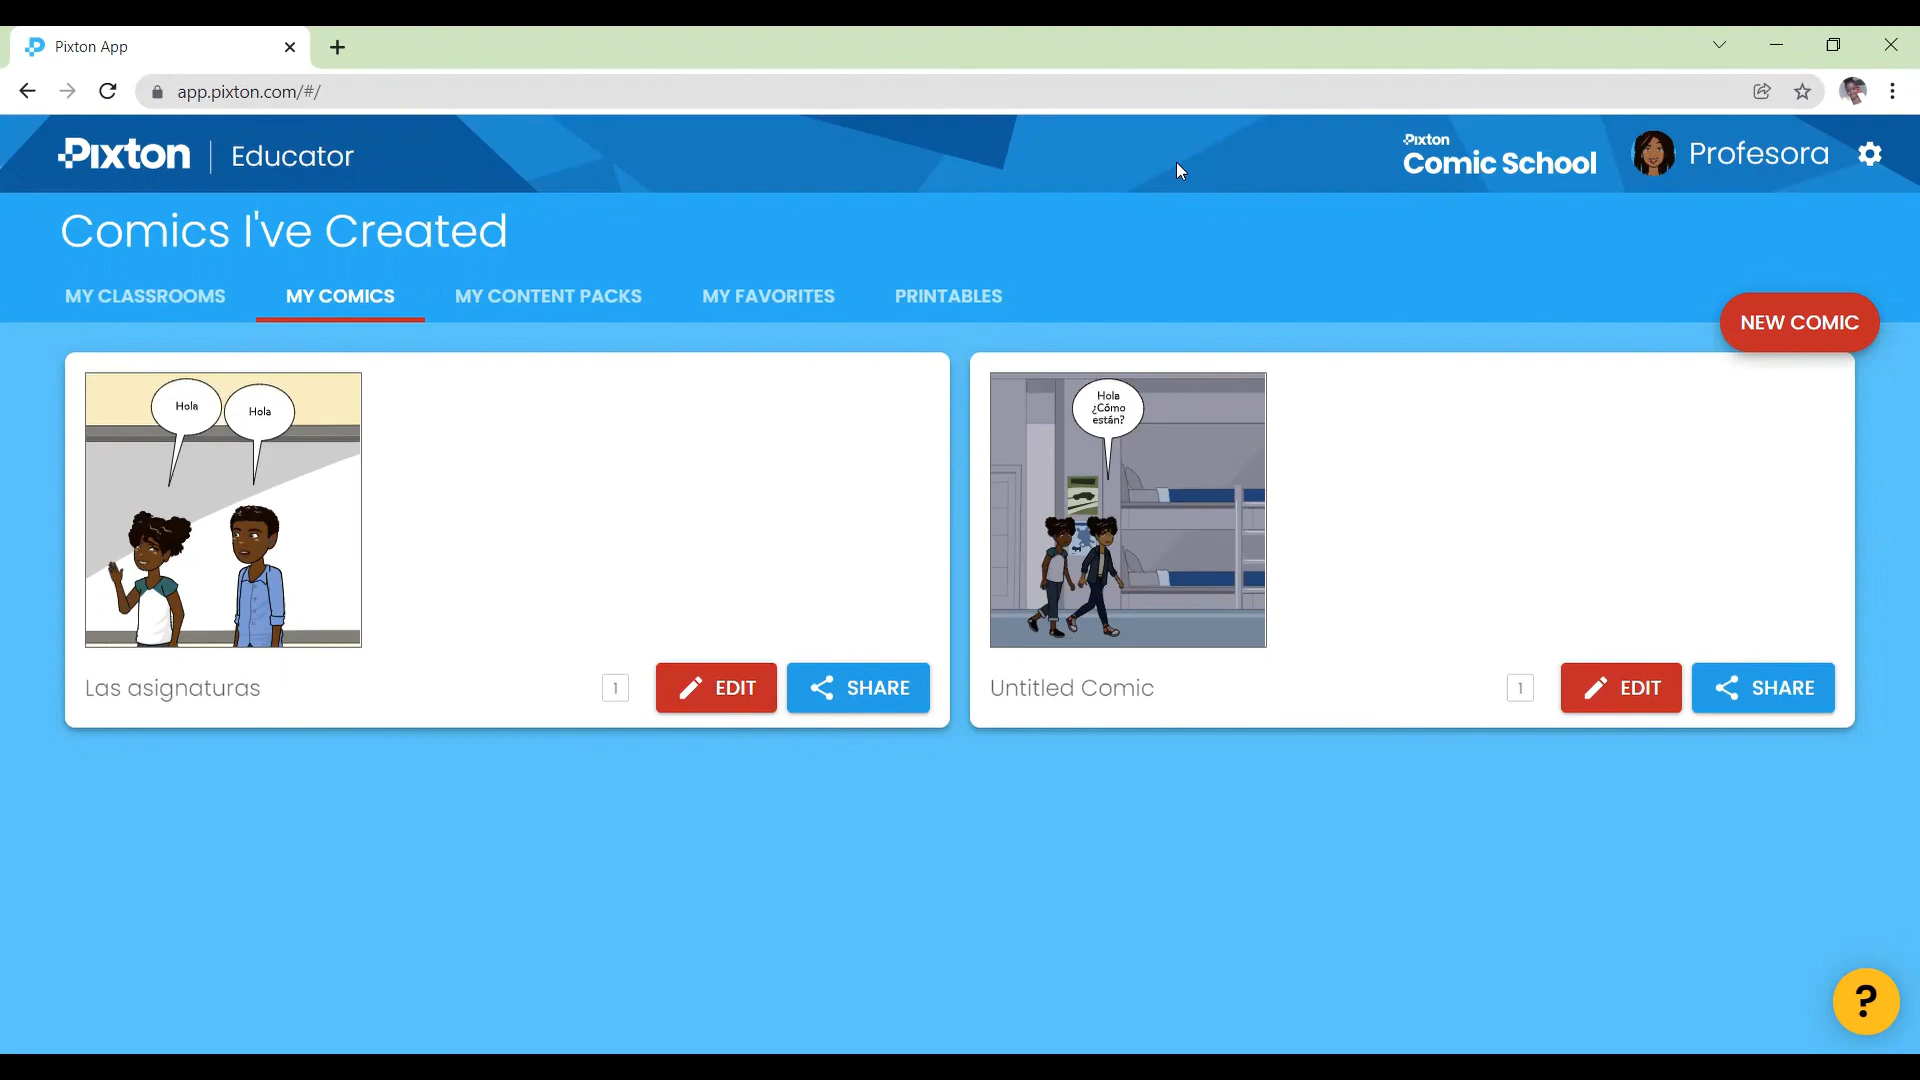 Pixton App
app.pixton.com/#/
Pixton
Educator
Pixton
Comic School
Profesora
Comics I've Created
MY CLASSROOMS
MY COMICS
MY CONTENT PACKS
MY FAVORITES
PRINTABLES
NEW COMIC
Hola
Hola
Las asignaturas
1
EDIT
SHARE
Hola
¿Cómo
están?
Untitled Comic
1
EDIT
SHARE
?